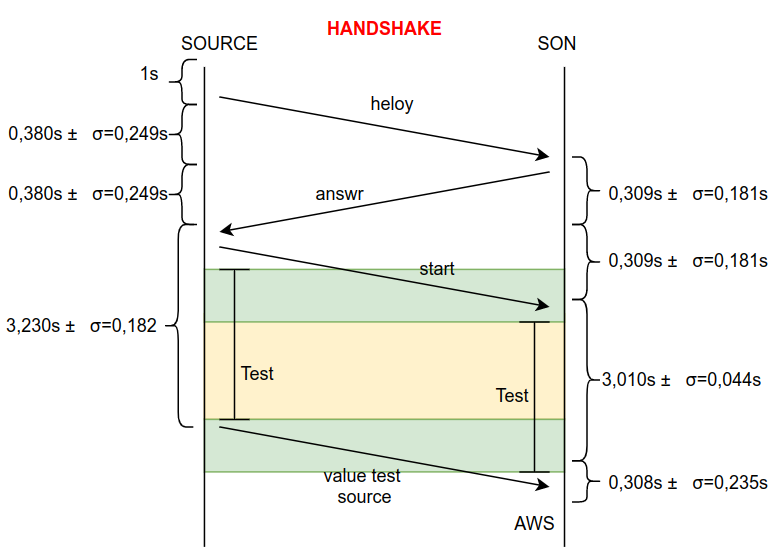 HANDSHAKE
SOURCE
SON
1s
heloy
0,380s ± σ=0,249s
0,380s ± σ=0,249s
answr
0,309s ± σ=0,181s
start
0,309s ± σ=0,181s
3,230s ± σ=0,182
Test
Test
3,010s ± σ=0,044s
value test
source
0,308s ± σ=0,235s
AWS